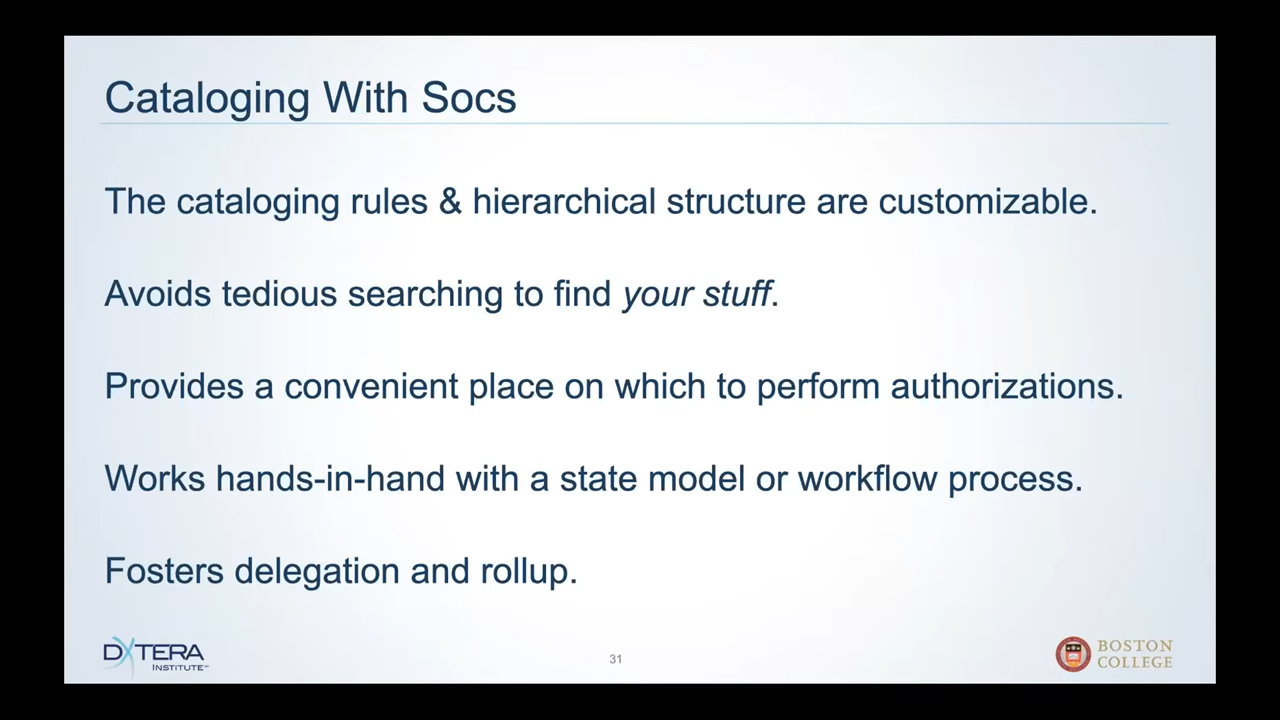 Cataloging With Socs
The cataloging rules & hierarchical structure are customizable.
Avoids tedious searching to find your stuff.
Provides a convenient place on which to perform authorizations.
Works hands-in-hand with a state model or workflow process.
Fosters delegation and rollup.
DXTERA
INSTITUTE
31
BOSTON
COLLEGE